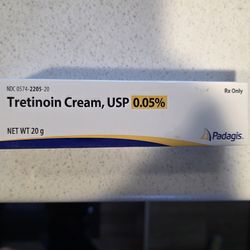 NDC 0574-2205-20
Rx Only
Tretinoin Cream, USP 0.05%
NET WT 20 g
Padagis.